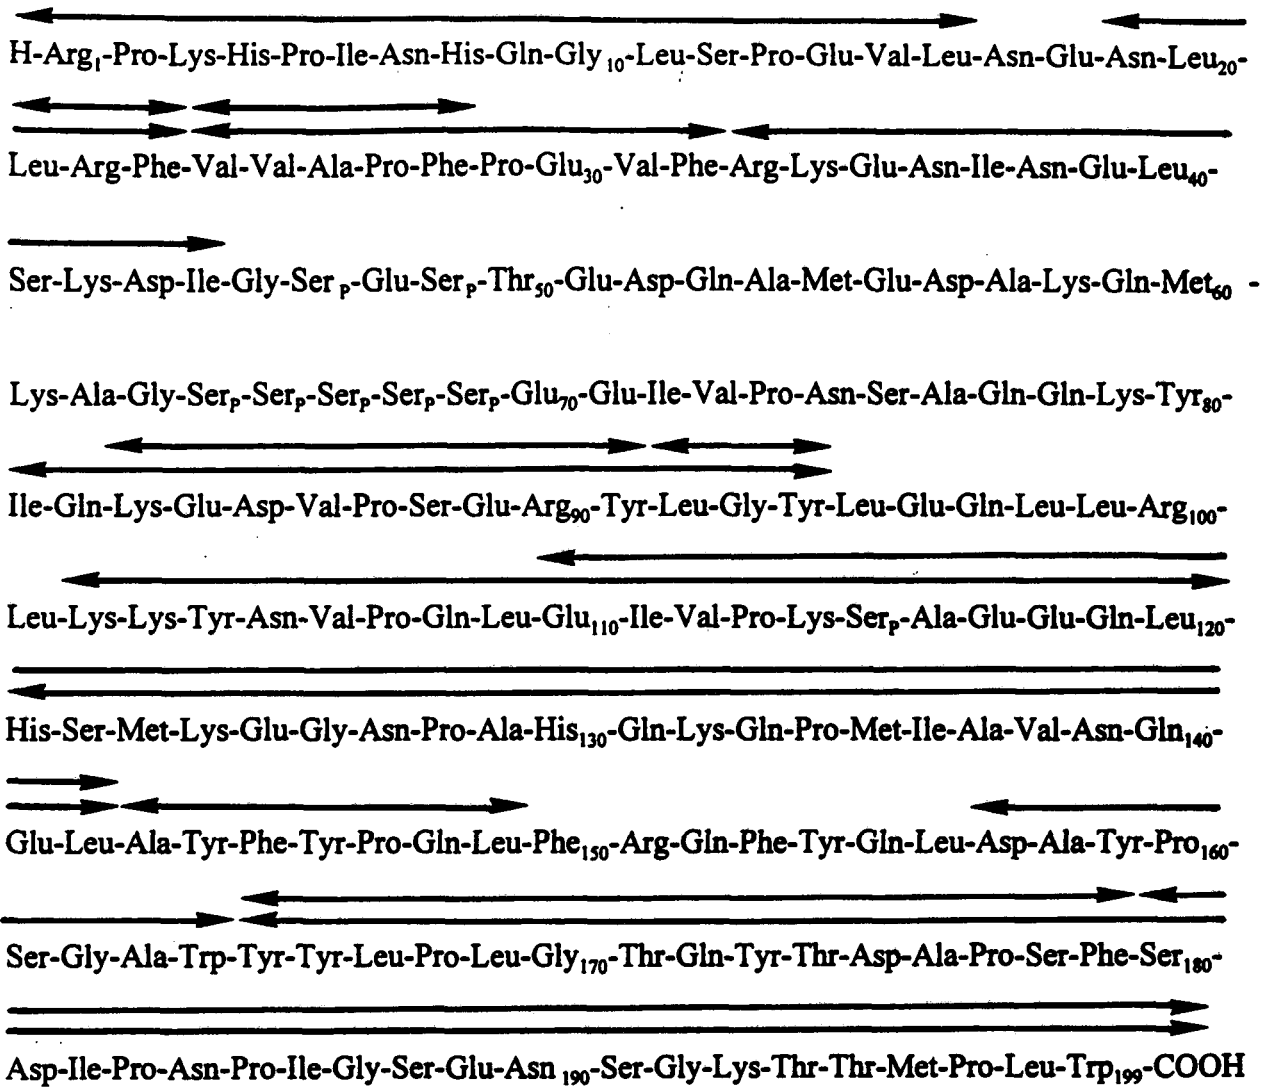 H-Arg₁-Pro-Lys-His-Pro-Ile-Asn-His-Gln-Gly₁₀-Leu-Ser-Pro-Glu-Val-Leu-Asn-Glu-Asn-Leu₂₀-
Leu-Arg-Phe-Val-Val-Ala-Pro-Phe-Pro-Glu₃₀-Val-Phe-Arg-Lys-Glu-Asn-Ile-Asn-Glu-Leu₄₀-
Ser-Lys-Asp-Ile-Gly-Ser P-Glu-Ser P-Thr₅₀-Glu-Asp-Gln-Ala-Met-Glu-Asp-Ala-Lys-Gln-Met₆₀ -
Lys-Ala-Gly-Ser P-Ser P-Ser P-Ser P-Ser P-Glu₇₀-Glu-Ile-Val-Pro-Asn-Ser-Ala-Gln-Gln-Lys-Tyr₈₀-
Ile-Gln-Lys-Glu-Asp-Val-Pro-Ser-Glu-Arg₉₀-Tyr-Leu-Gly-Tyr-Leu-Glu-Gln-Leu-Leu-Arg₁₀₀-
Leu-Lys-Lys-Tyr-Asn-Val-Pro-Gln-Leu-Glu₁₁₀-Ile-Val-Pro-Lys-Ser P-Ala-Glu-Glu-Gln-Leu₁₂₀-
His-Ser-Met-Lys-Glu-Gly-Asn-Pro-Ala-His₁₃₀-Gln-Lys-Gln-Pro-Met-Ile-Ala-Val-Asn-Gln₁₄₀-
Glu-Leu-Ala-Tyr-Phe-Tyr-Pro-Gln-Leu-Phe₁₅₀-Arg-Gln-Phe-Tyr-Gln-Leu-Asp-Ala-Tyr-Pro₁₆₀-
Ser-Gly-Ala-Trp-Tyr-Tyr-Leu-Pro-Leu-Gly₁₇₀-Thr-Gln-Tyr-Thr-Asp-Ala-Pro-Ser-Phe-Ser₁₈₀-
Asp-Ile-Pro-Asn-Pro-Ile-Gly-Ser-Glu-Asn ₁₉₀-Ser-Gly-Lys-Thr-Thr-Met-Pro-Leu-Trp₁₉₉-COOH